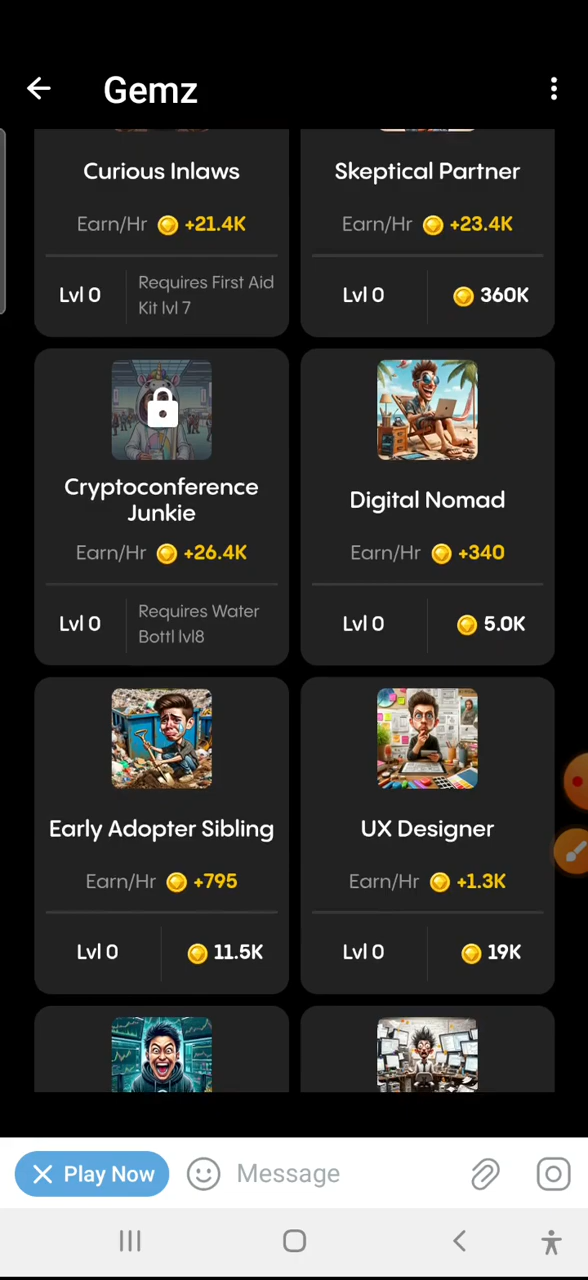 Gemz
Curious Inlaws
Earn/Hr +21.4K
Lvl 0
Requires First Aid
Kit lvl 7
Skeptical Partner
Earn/Hr +23.4K
Lvl 0
360K
Cryptoconference
Junkie
Earn/Hr +26.4K
Lvl 0
Requires Water
Bottl lvl8
Digital Nomad
Earn/Hr +340
Lvl 0
5.0K
Early Adopter Sibling
Earn/Hr +795
Lvl 0
11.5K
UX Designer
Earn/Hr +1.3K
Lvl 0
19K
Play Now
Message